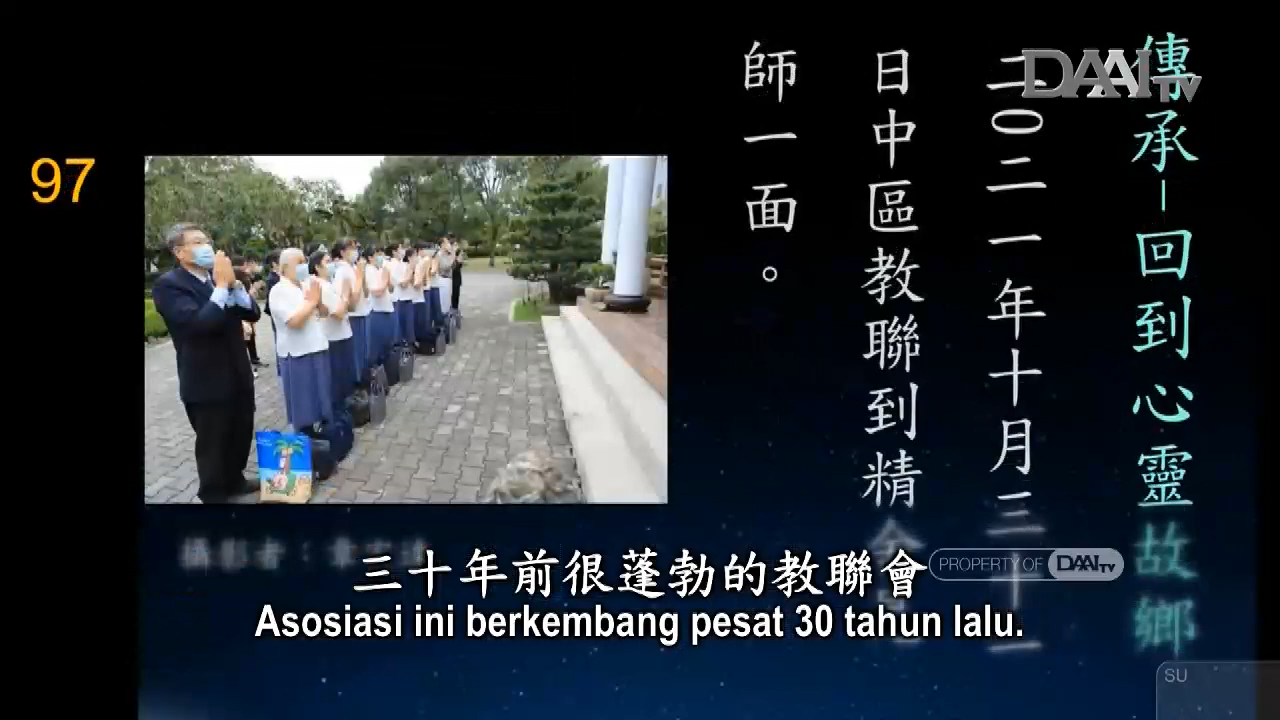 傳承-回到心靈故鄉
二〇二一年十月三十一
日中區教聯到精舍
師一面。
97
DAAI TV
三十年前很蓬勃的教聯會
Asosiasi ini berkembang pesat 30 tahun lalu.
PROPERTY OF DAAI TV
SU